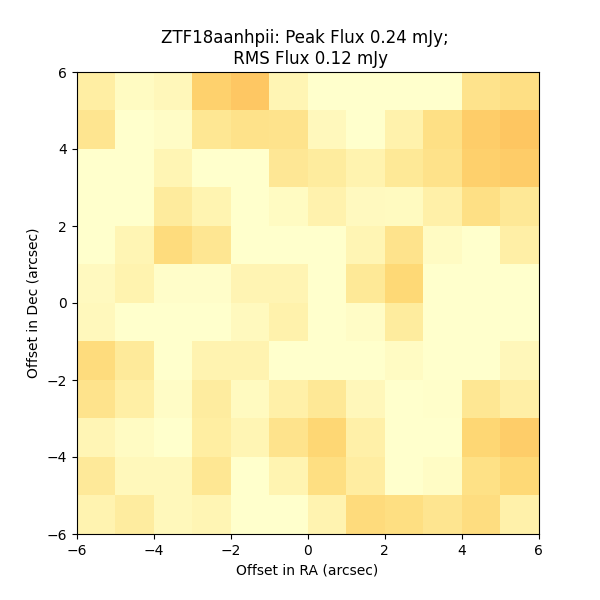 ZTF18aanhpii: Peak Flux 0.24 mJy;
RMS Flux 0.12 mJy
6
4
2
0
−2
−4
−6
Offset in Dec (arcsec)
−6 −4 −2 0 2 4 6
Offset in RA (arcsec)